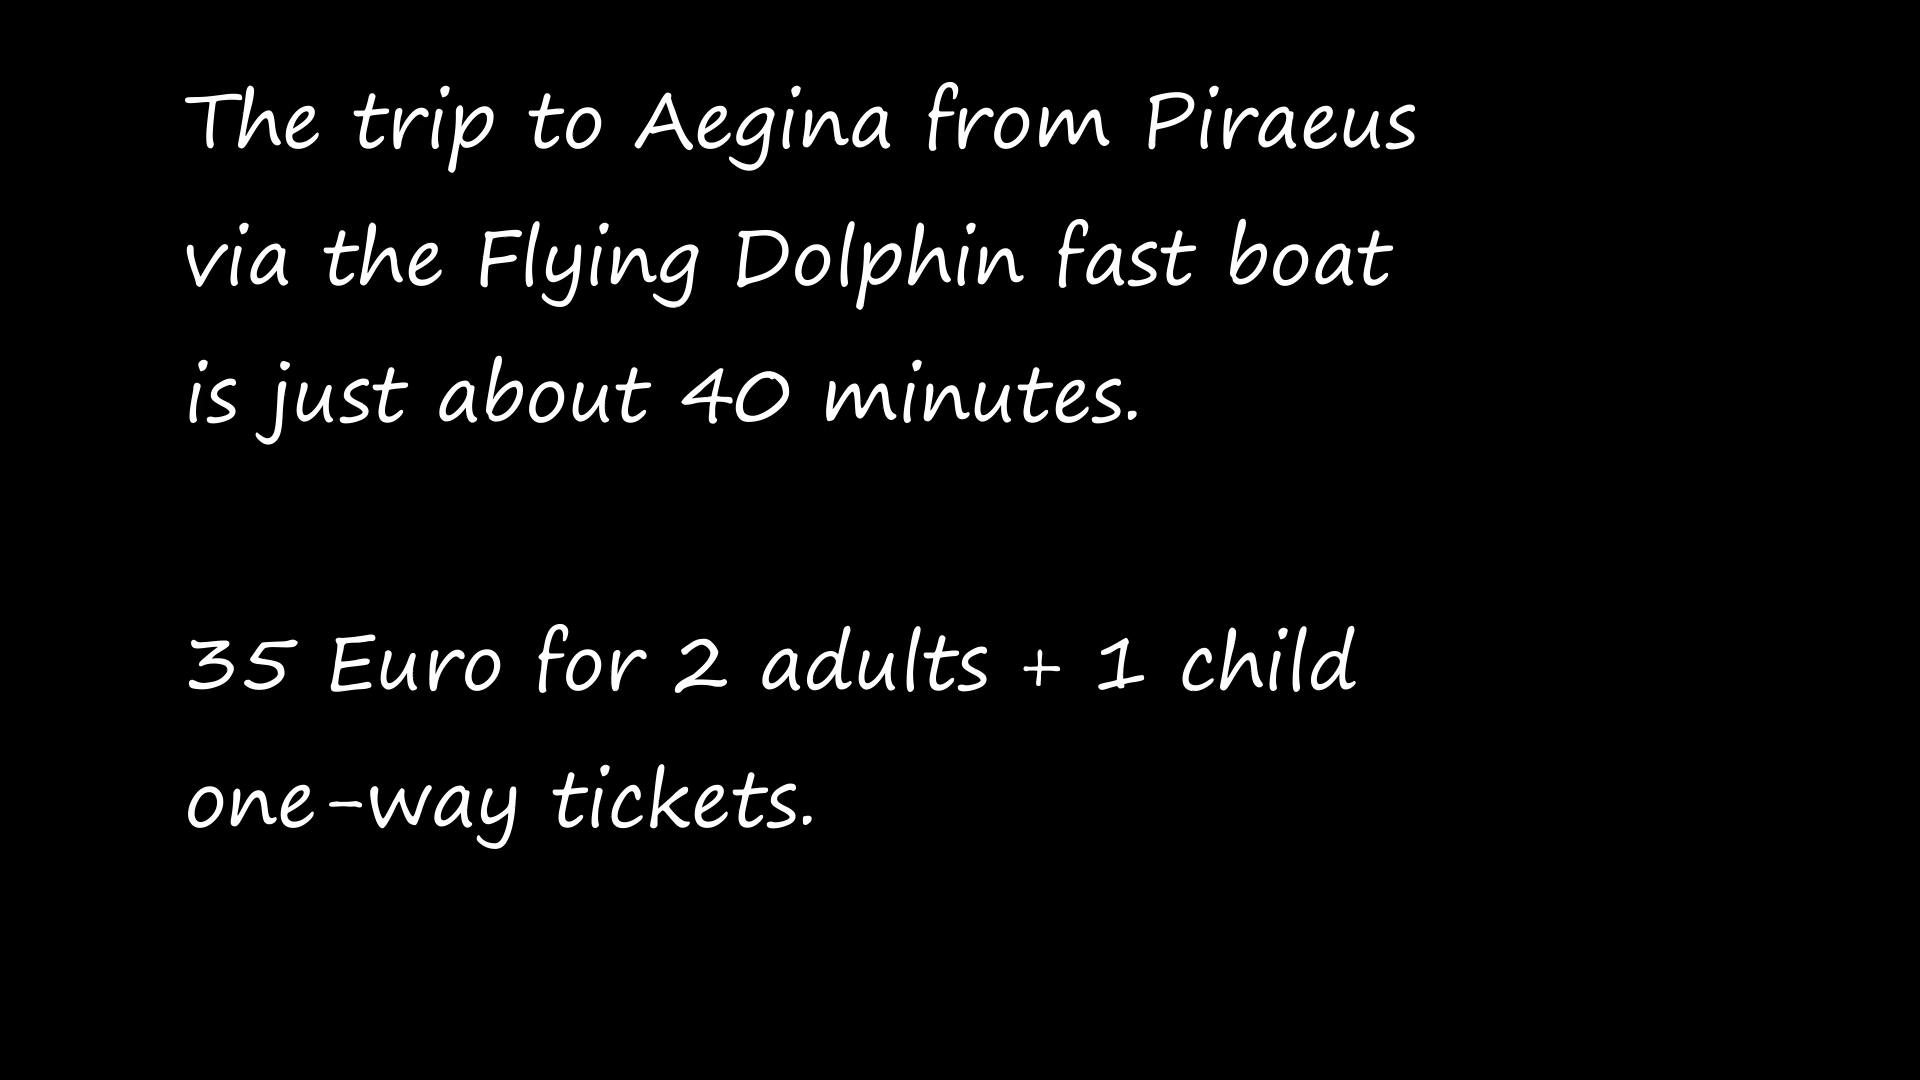 The trip to Aegina from Piraeus
via the Flying Dolphin fast boat
is just about 40 minutes.
35 Euro for 2 adults + 1 child
one-way tickets.